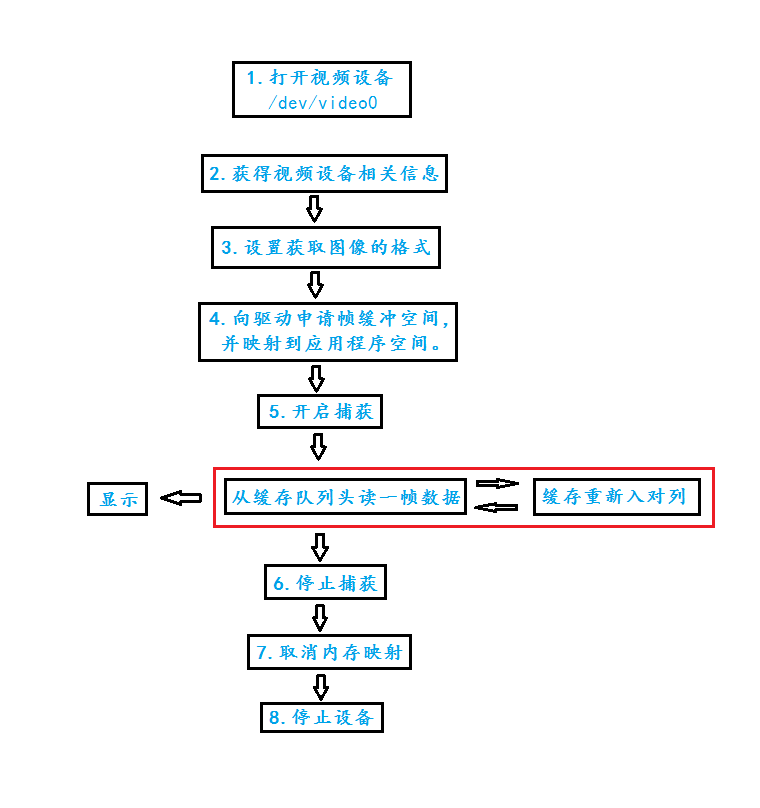 1.打开视频设备
/dev/video0
2.获得视频设备相关信息
3.设置获取图像的格式
4.向驱动申请帧缓冲空间,
并映射到应用程序空间。
5.开启捕获
显示
从缓存队列头读一帧数据
缓存重新入对列
6.停止捕获
7.取消内存映射
8.停止设备